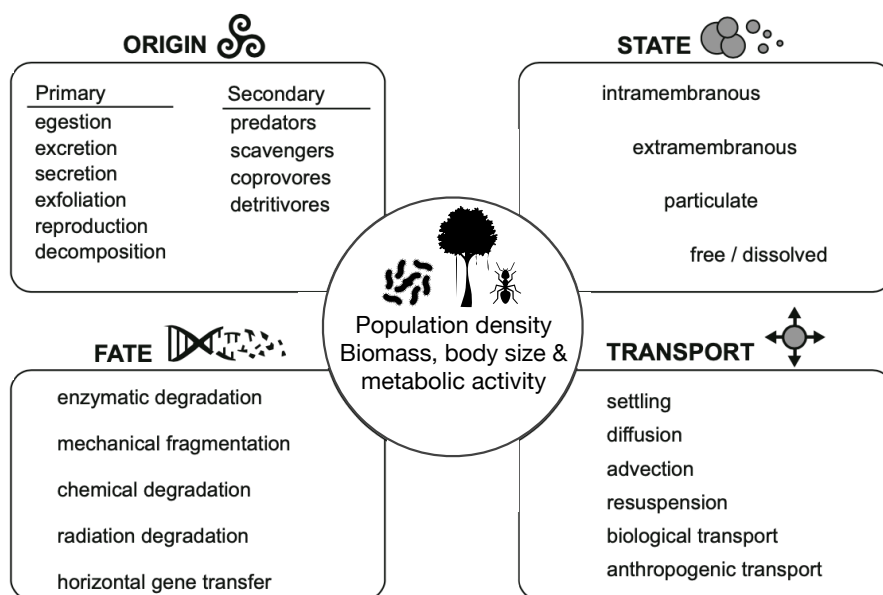 ORIGIN
Primary
egestion
excretion
secretion
exfoliation
reproduction
decomposition
Secondary
predators
scavengers
coprovores
detritivores
STATE
intramembranous
extramembranous
particulate
free / dissolved
Population density
Biomass, body size &
metabolic activity
FATE
enzymatic degradation
mechanical fragmentation
chemical degradation
radiation degradation
horizontal gene transfer
TRANSPORT
settling
diffusion
advection
resuspension
biological transport
anthropogenic transport